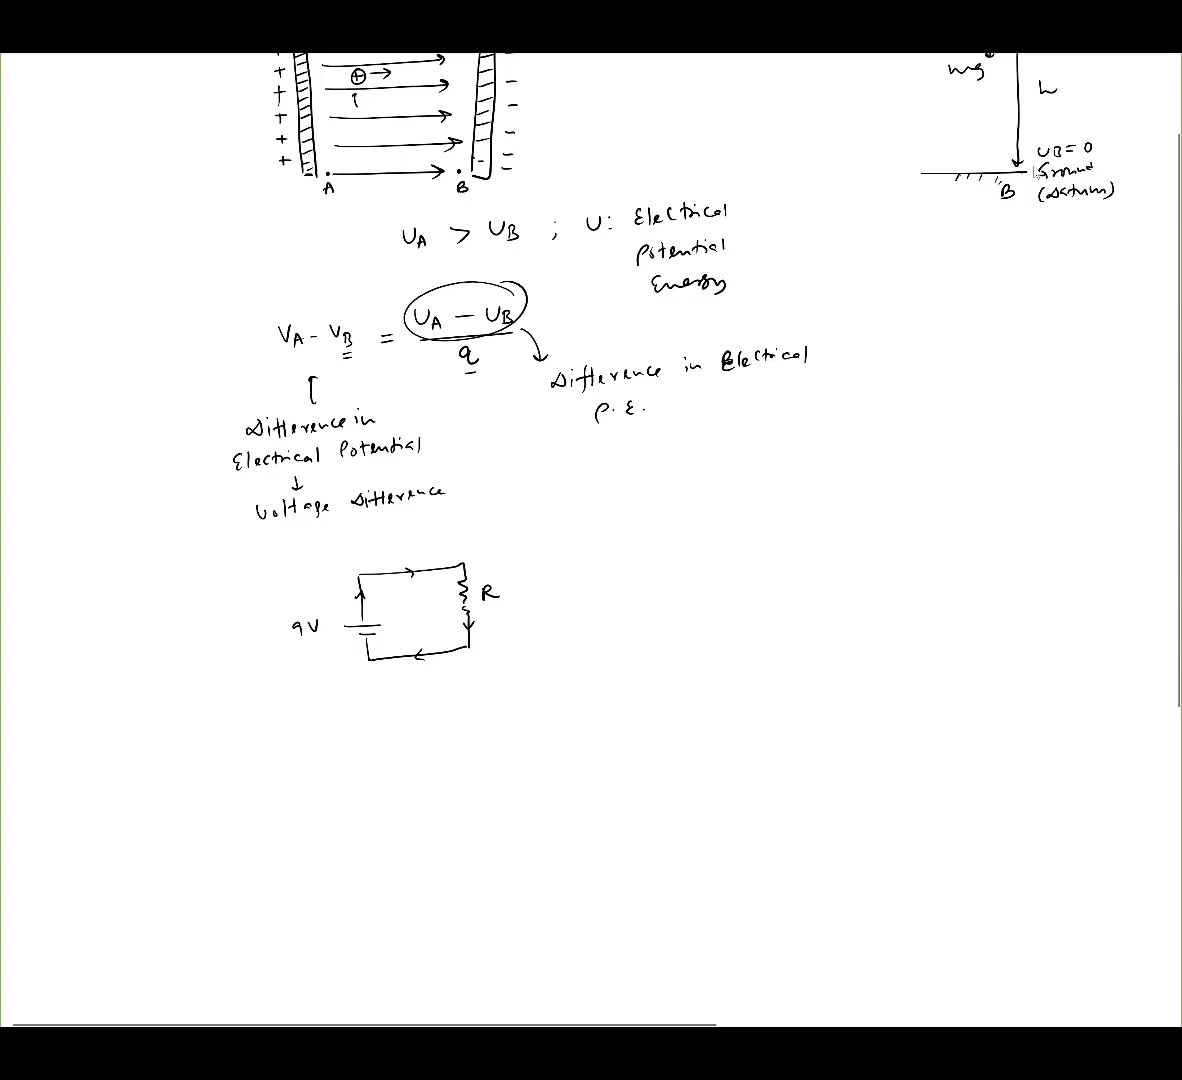 +
+
+
+
+
⊕
-
-
-
-
-
-
A
B
mg
h
UB = 0
Ground
(Datum)
B
UA > UB ; U: Electrical
Potential
Energy
VA - VB = UA - UB
q
Difference in Electrical
P.E.
Difference in
Electrical Potential
↓
Voltage Difference
9V
R